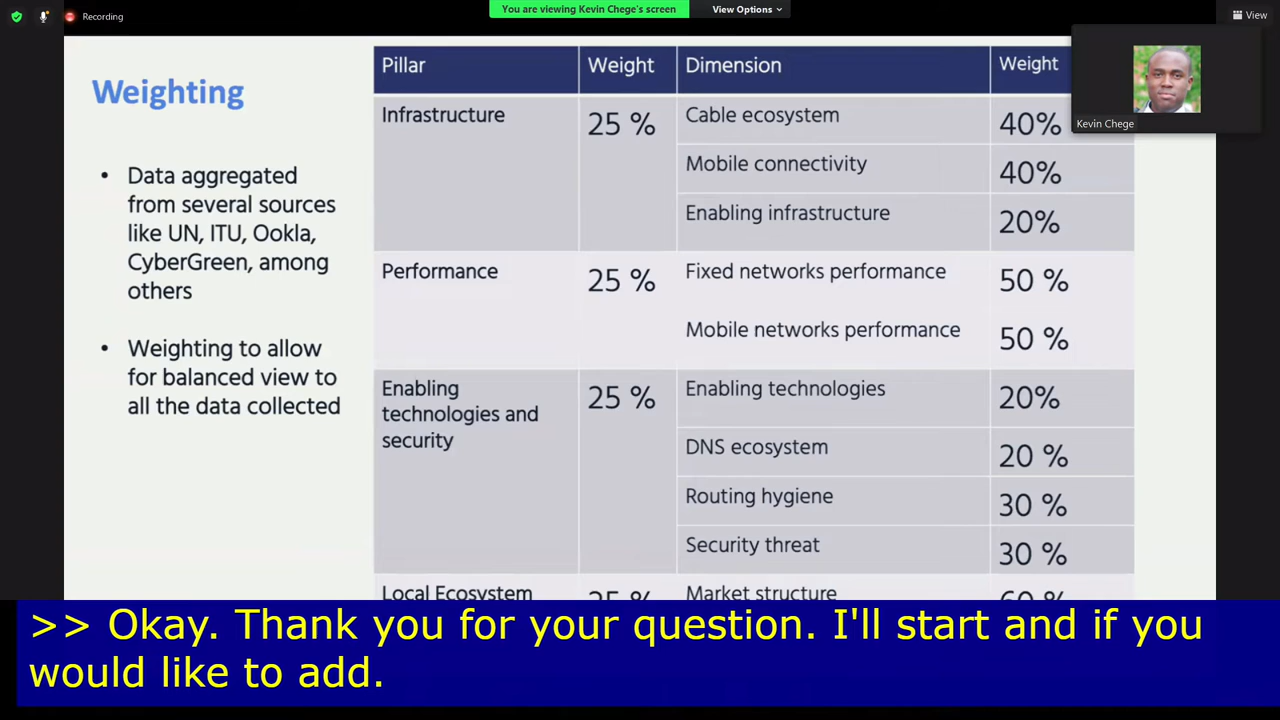 Recording
You are viewing Kevin Chege's screen
View Options
View
Weighting
• Data aggregated
from several sources
like UN, ITU, Ookla,
CyberGreen, among
others
• Weighting to allow
for balanced view to
all the data collected
Pillar Weight Dimension Weight
Infrastructure 25 % Cable ecosystem 40%
Mobile connectivity 40%
Enabling infrastructure 20%
Performance 25 % Fixed networks performance 50 %
Mobile networks performance 50 %
Enabling
technologies and
security
25 % Enabling technologies 20%
DNS ecosystem 20 %
Routing hygiene 30 %
Security threat 30 %
Local Ecosystem 25 % Market structure 60 %
Kevin Chege
>> Okay. Thank you for your question. I'll start and if you
would like to add.